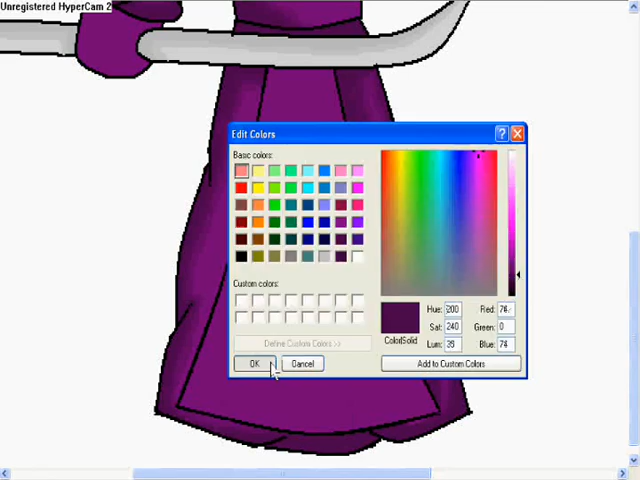 Unregistered HyperCam 2
Edit Colors
Basic colors:
Custom colors:
Define Custom Colors >>
OK
Cancel
Color|Solid
Hue: 200
Sat: 240
Lum: 39
Red: 74
Green: 0
Blue: 74
Add to Custom Colors